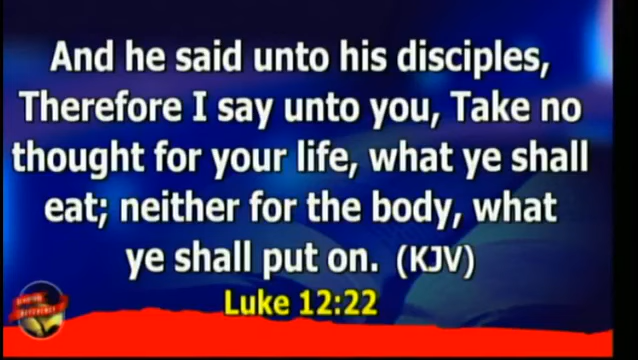 And he said unto his disciples,
Therefore I say unto you, Take no
thought for your life, what ye shall
eat; neither for the body, what
ye shall put on. (KJV)
Luke 12:22
REFERENCE